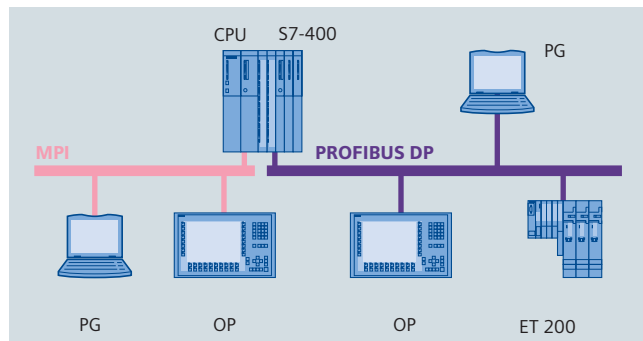 CPU S7-400
PG
MPI
PROFIBUS DP
PG
OP
OP
ET 200